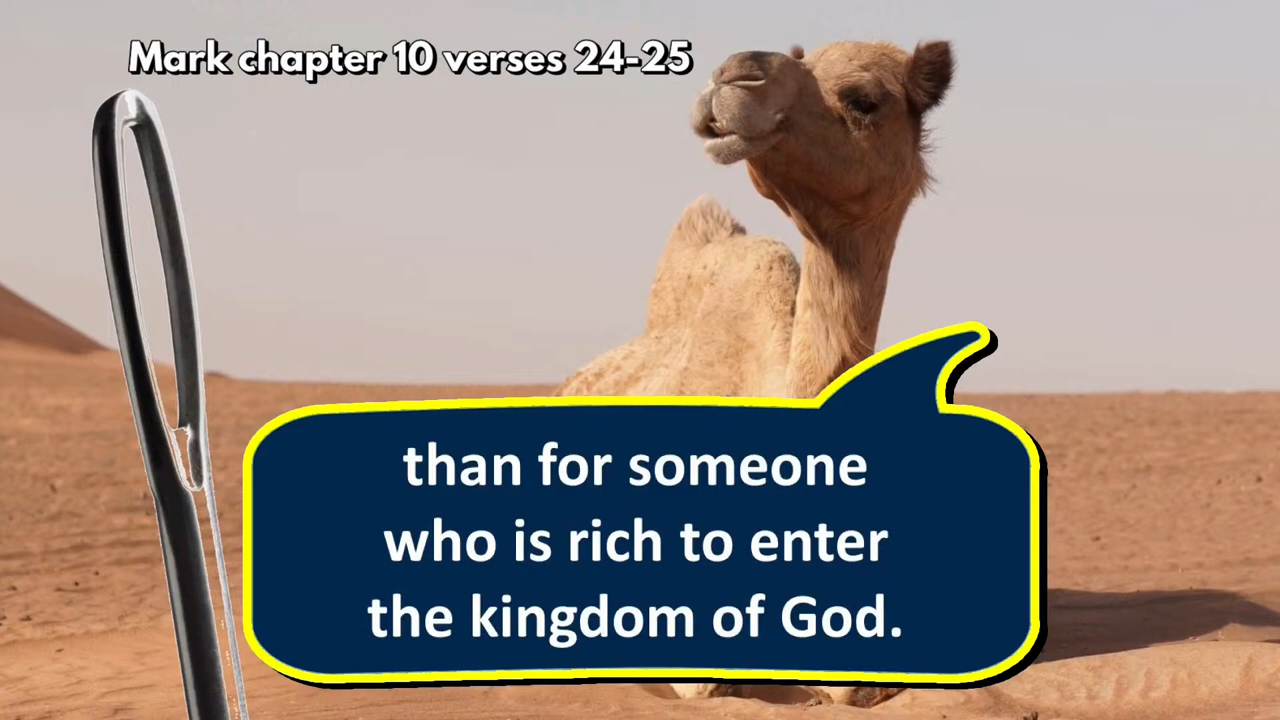 Mark chapter 10 verses 24-25
than for someone
who is rich to enter
the kingdom of God.